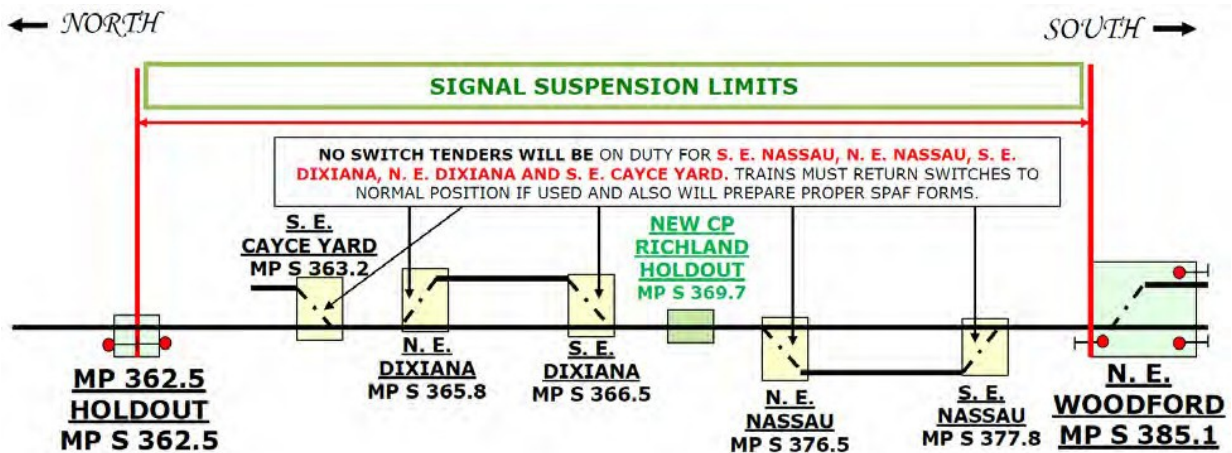 NORTH
SOUTH
SIGNAL SUSPENSION LIMITS
NO SWITCH TENDERS WILL BE ON DUTY FOR S. E. NASSAU, N. E. NASSAU, S. E.
DIXIANA, N. E. DIXIANA AND S. E. CAYCE YARD. TRAINS MUST RETURN SWITCHES TO
NORMAL POSITION IF USED AND ALSO WILL PREPARE PROPER SPAF FORMS.
S. E.
CAYCE YARD
MP S 363.2
NEW CP
RICHLAND
HOLDOUT
MP S 369.7
MP 362.5
HOLDOUT
MP S 362.5
N. E.
DIXIANA
MP S 365.8
S. E.
DIXIANA
MP S 366.5
N. E.
NASSAU
MP S 376.5
S. E.
NASSAU
MP S 377.8
N. E.
WOODFORD
MP S 385.1